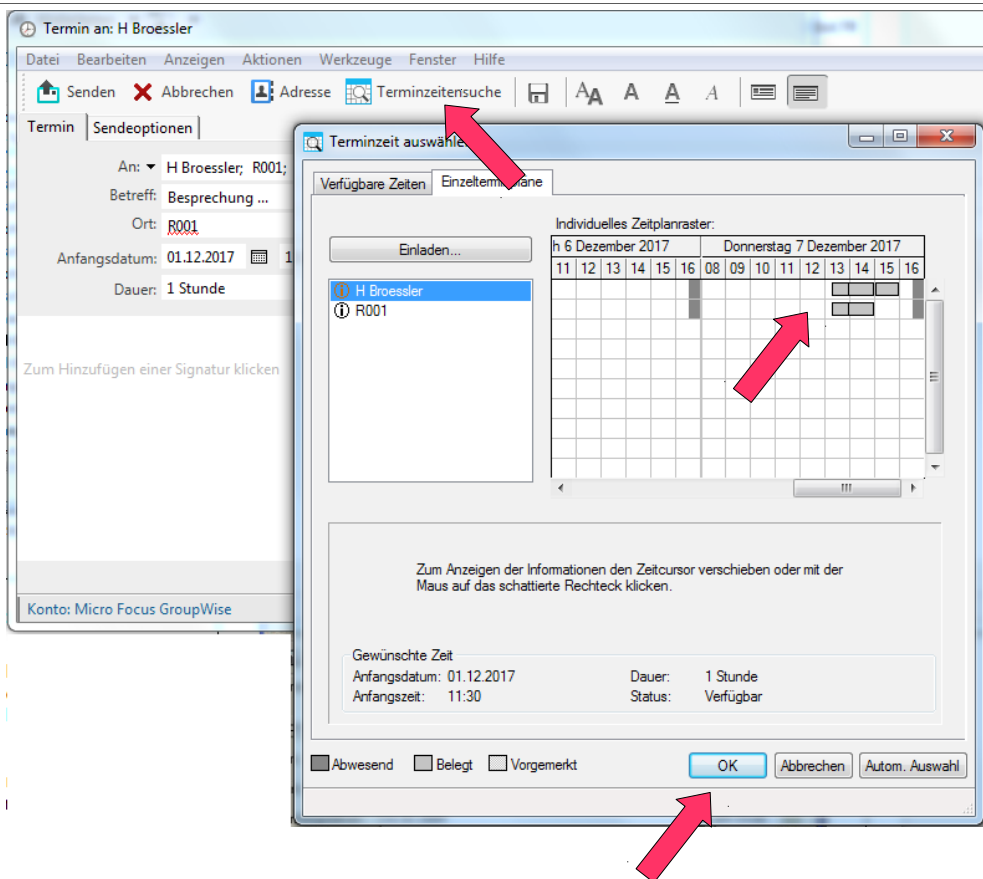 Termin an: H Broessler
Datei Bearbeiten Anzeigen Aktionen Werkzeuge Fenster Hilfe
Senden Abbrechen Adresse Terminzeitensuche
Termin Sendeoptionen
An: H Broessler; R001;
Betreff: Besprechung ...
Ort: R001
Anfangsdatum: 01.12.2017 1
Dauer: 1 Stunde
Zum Hinzufügen einer Signatur klicken
Konto: Micro Focus GroupWise
Terminzeit auswähle
Verfügbare Zeiten Einzelterminpläne
Individuelles Zeitplanraster:
Einladen...
h 6 Dezember 2017 Donnerstag 7 Dezember 2017
11 12 13 14 15 16 08 09 10 11 12 13 14 15 16
H Broessler
R001
Zum Anzeigen der Informationen den Zeitcursor verschieben oder mit der
Maus auf das schattierte Rechteck klicken.
Gewünschte Zeit
Anfangsdatum: 01.12.2017 Dauer: 1 Stunde
Anfangszeit: 11:30 Status: Verfügbar
Abwesend Belegt Vorgemerkt OK Abbrechen Autom. Auswahl